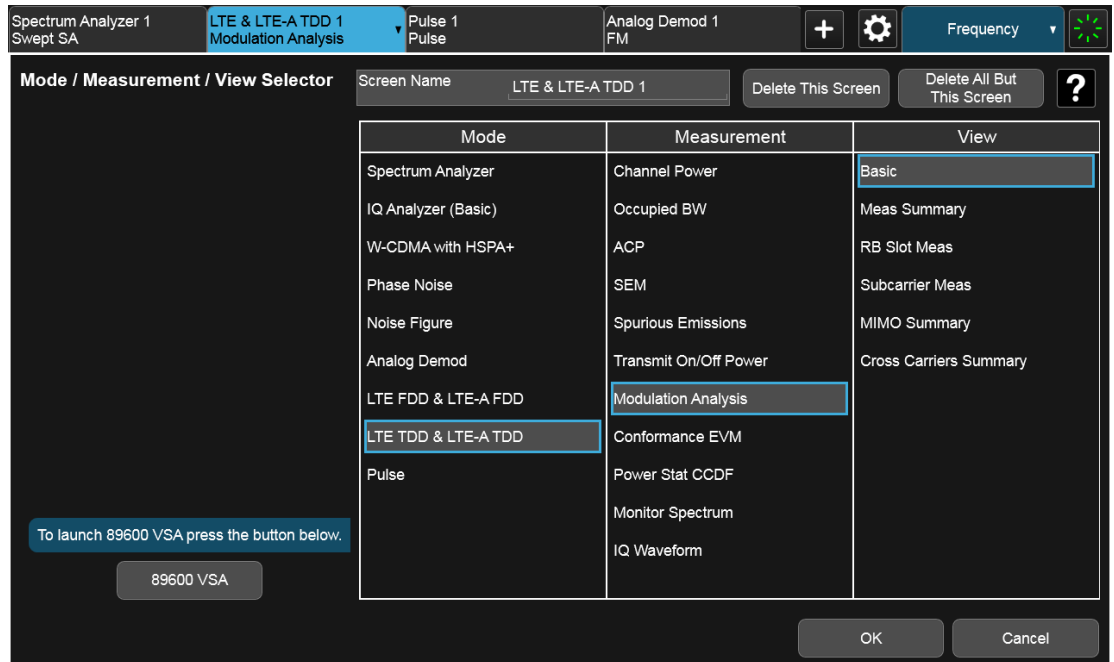 Spectrum Analyzer 1
Swept SA
LTE & LTE-A TDD 1
Modulation Analysis
Pulse 1
Pulse
Analog Demod 1
FM
+
Frequency
Mode / Measurement / View Selector
Screen Name
LTE & LTE-A TDD 1
Delete This Screen
Delete All But
This Screen
?
Mode
Measurement
View
Spectrum Analyzer
Channel Power
Basic
IQ Analyzer (Basic)
Occupied BW
Meas Summary
W-CDMA with HSPA+
ACP
RB Slot Meas
Phase Noise
SEM
Subcarrier Meas
Noise Figure
Spurious Emissions
MIMO Summary
Analog Demod
Transmit On/Off Power
Cross Carriers Summary
LTE FDD & LTE-A FDD
Modulation Analysis
LTE TDD & LTE-A TDD
Conformance EVM
Pulse
Power Stat CCDF
Monitor Spectrum
IQ Waveform
To launch 89600 VSA press the button below.
89600 VSA
OK
Cancel